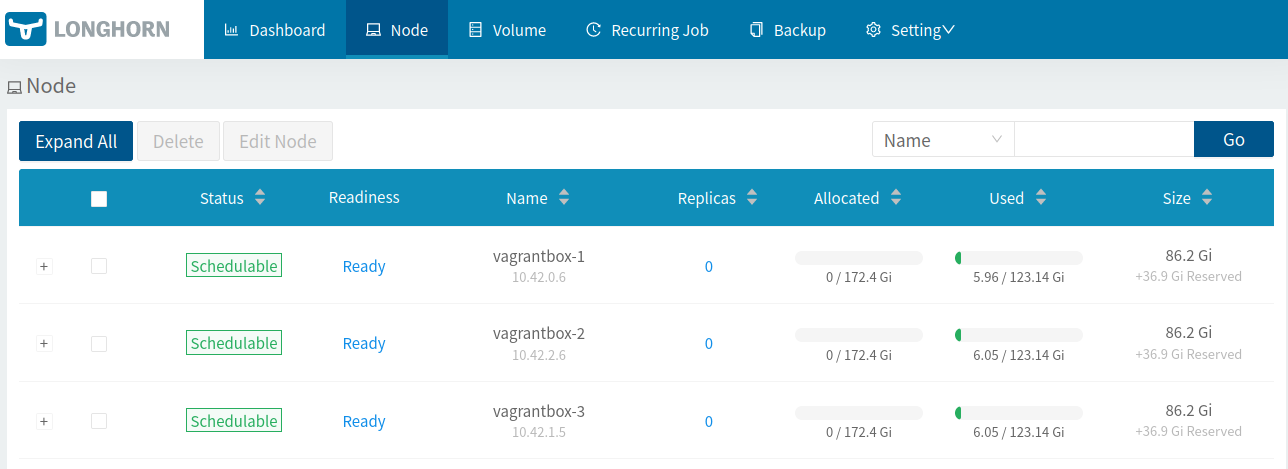 LONGHORN Dashboard Node Volume Recurring Job Backup Setting
Node
Expand All Delete Edit Node Name Go
Status Readiness Name Replicas Allocated Used Size
Schedulable Ready vagrantbox-1 0 86.2 Gi
10.42.0.6 0 / 172.4 Gi 5.96 / 123.14 Gi +36.9 Gi Reserved
Schedulable Ready vagrantbox-2 0 86.2 Gi
10.42.2.6 0 / 172.4 Gi 6.05 / 123.14 Gi +36.9 Gi Reserved
Schedulable Ready vagrantbox-3 0 86.2 Gi
10.42.1.5 0 / 172.4 Gi 6.05 / 123.14 Gi +36.9 Gi Reserved